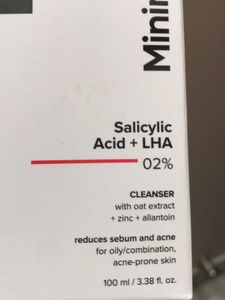 Salicylic
Acid + LHA
02%
CLEANSER
with oat extract
+ zinc + allantoin
reduces sebum and acne
for oily/combination,
acne-prone skin
100 ml / 3.38 fl. oz.